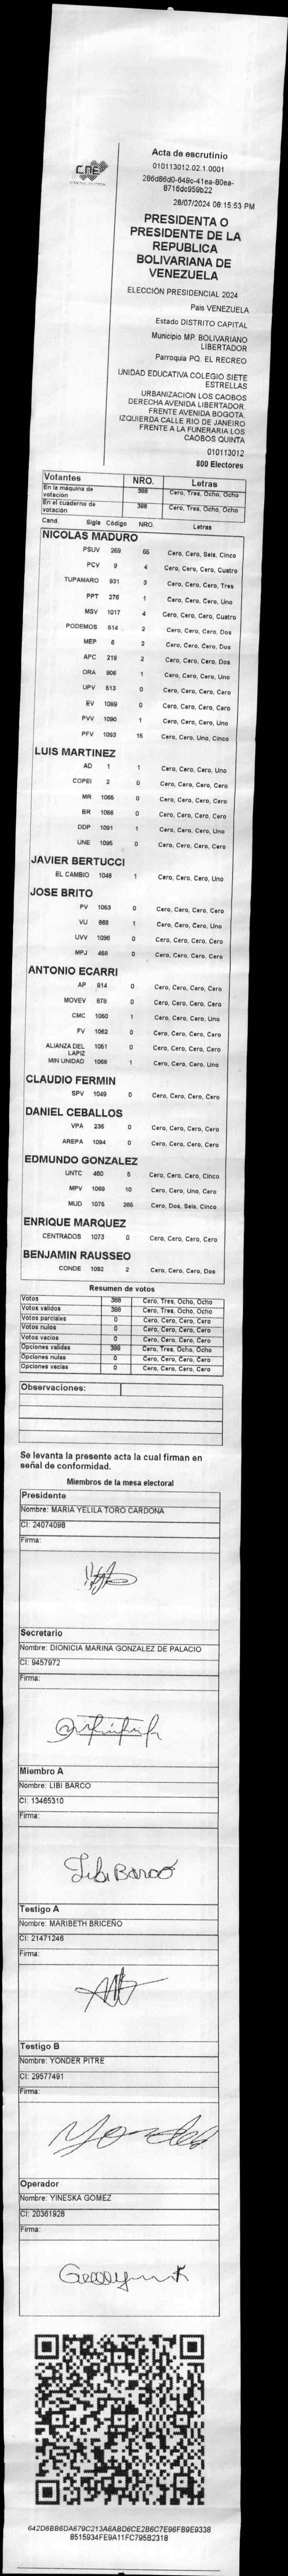 CNE
Acta de escrutinio
010113012.02.1.0001
28/07/2024 08:15:53 PM
PRESIDENTA O
PRESIDENTE DE LA
REPUBLICA
BOLIVARIANA DE
VENEZUELA
ELECCIÓN PRESIDENCIAL 2024
Pais VENEZUELA
Estado DISTRITO CAPITAL
Municipio MP. BOLIVARIANO
LIBERTADOR
Parroquia PQ. EL RECREO
UNIDAD EDUCATIVA COLEGIO SIETE
ESTRELLAS
URBANIZACION LOS CAOBOS
DERECHA AVENIDA LIBERTADOR.
FRENTE AVENIDA BOGOTA.
IZQUIERDA CALLE RIO DE JANEIRO
FRENTE A LA FUNERARIA LOS
CAOBOS QUINTA
010113012
800 Electores
Votantes NRO. Letras
En la máquina de votación 388 Cero, Tres, Ocho, Ocho
En el cuaderno de votación 388 Cero, Tres, Ocho, Ocho
Cand. Sigla Código NRO. Letras
NICOLAS MADURO
PSUV 269 65 Cero, Cero, Seis, Cinco
PCV 9 4 Cero, Cero, Cero, Cuatro
TUPAMARO 931 3 Cero, Cero, Cero, Tres
PPT 276 1 Cero, Cero, Cero, Uno
MSV 1017 4 Cero, Cero, Cero, Cuatro
PODEMOS 614 2 Cero, Cero, Cero, Dos
MEP 6 2 Cero, Cero, Cero, Dos
APC 219 2 Cero, Cero, Cero, Dos
ORA 906 1 Cero, Cero, Cero, Uno
UPV 613 0 Cero, Cero, Cero, Cero
EV 1089 0 Cero, Cero, Cero, Cero
PVV 1090 1 Cero, Cero, Cero, Uno
PFV 1093 15 Cero, Cero, Uno, Cinco
LUIS MARTINEZ
AD 1 1 Cero, Cero, Cero, Uno
COPEI 2 0 Cero, Cero, Cero, Cero
MR 1065 0 Cero, Cero, Cero, Cero
BR 1066 0 Cero, Cero, Cero, Cero
DDP 1091 1 Cero, Cero, Cero, Uno
UNE 1095 0 Cero, Cero, Cero, Cero
JAVIER BERTUCCI
EL CAMBIO 1048 1 Cero, Cero, Cero, Uno
JOSE BRITO
PV 1053 0 Cero, Cero, Cero, Cero
VU 868 1 Cero, Cero, Cero, Uno
UVV 1096 0 Cero, Cero, Cero, Cero
MPJ 458 0 Cero, Cero, Cero, Cero
ANTONIO ECARRI
AP 914 0 Cero, Cero, Cero, Cero
MOVEV 878 0 Cero, Cero, Cero, Cero
CMC 1050 1 Cero, Cero, Cero, Uno
FV 1062 0 Cero, Cero, Cero, Cero
ALIANZA DEL LAPIZ 1051 0 Cero, Cero, Cero, Cero
MIN UNIDAD 1068 1 Cero, Cero, Cero, Uno
CLAUDIO FERMIN
SPV 1049 0 Cero, Cero, Cero, Cero
DANIEL CEBALLOS
VPA 236 0 Cero, Cero, Cero, Cero
AREPA 1094 0 Cero, Cero, Cero, Cero
EDMUNDO GONZALEZ
UNTC 450 5 Cero, Cero, Cero, Cinco
MPV 1069 10 Cero, Cero, Uno, Cero
MUD 1075 265 Cero, Dos, Seis, Cinco
ENRIQUE MARQUEZ
CENTRADOS 1073 0 Cero, Cero, Cero, Cero
BENJAMIN RAUSSEO
CONDE 1092 2 Cero, Cero, Cero, Dos
Resumen de votos
Votos 388 Cero, Tres, Ocho, Ocho
Votos validos 388 Cero, Tres, Ocho, Ocho
Votos parciales 0 Cero, Cero, Cero, Cero
Votos nulos 0 Cero, Cero, Cero, Cero
Votos vacios 0 Cero, Cero, Cero, Cero
Opciones validas 388 Cero, Tres, Ocho, Ocho
Opciones nulas 0 Cero, Cero, Cero, Cero
Opciones vacias 0 Cero, Cero, Cero, Cero
Observaciones:
Se levanta la presente acta la cual firman en
señal de conformidad.
Miembros de la mesa electoral
Presidente
Nombre: MARIA YELILA TORO CARDONA
CI: 24074098
Firma:
Secretario
Nombre: DIONICIA MARINA GONZALEZ DE PALACIO
CI: 9457972
Firma:
Miembro A
Nombre: LIBI BARCO
CI: 13465310
Firma:
Libi Barco
Testigo A
Nombre: MARIBETH BRICEÑO
CI: 21471246
Firma:
Testigo B
Nombre: YONDER PITRE
CI: 29577491
Firma:
Operador
Nombre: YINESKA GOMEZ
CI: 20361928
Firma:
642D6BB6DA679C213A6ABD6CE2B6C7E96FB9E9338
8515934FE9A11FC795B2318